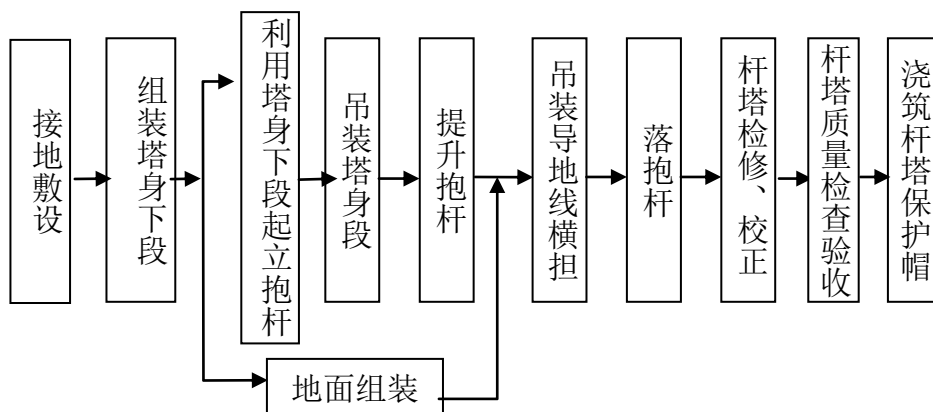 接地敷设
组装塔身下段
利用塔身下段起立抱杆
吊装塔身段
提升抱杆
吊装导地线横担
落抱杆
杆塔检修、校正
杆塔质量检查验收
浇筑杆塔保护帽
地面组装